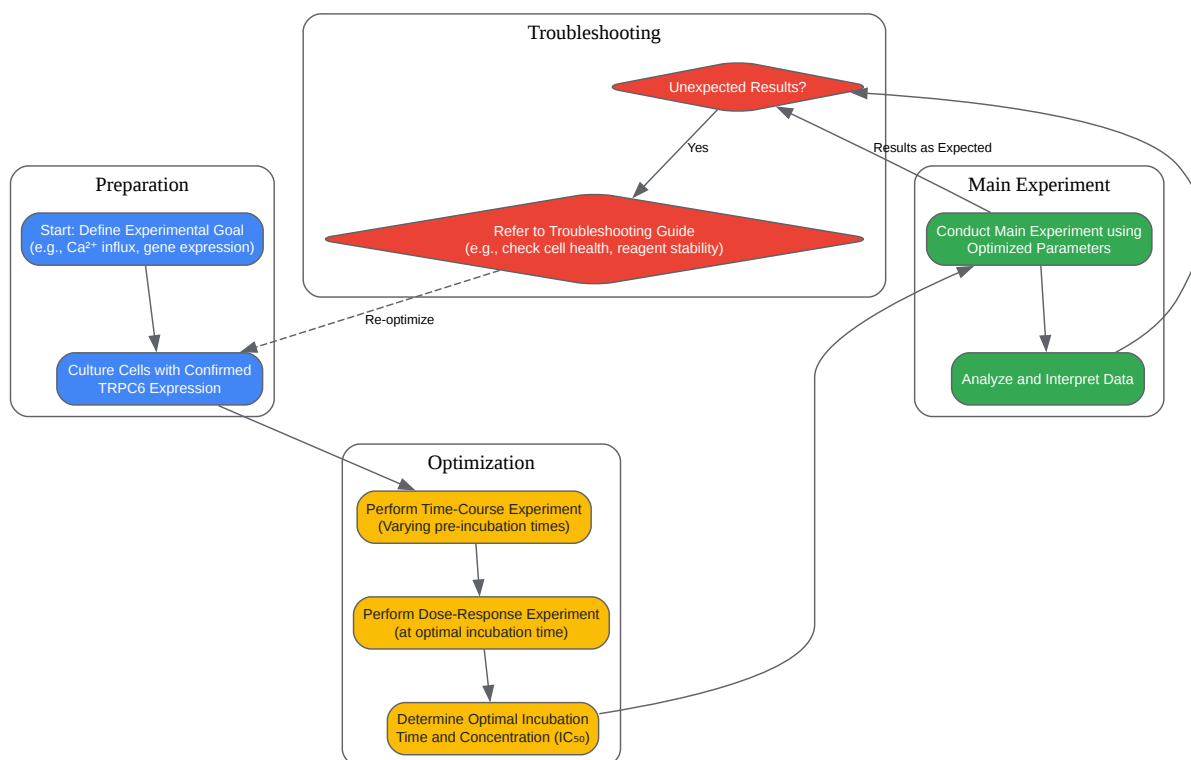 Troubleshooting
Unexpected Results?
Yes
Results as Expected
Refer to Troubleshooting Guide
(e.g., check cell health, reagent stability)
Re-optimize
Preparation
Start: Define Experimental Goal
(e.g., Ca²⁺ influx, gene expression)
Culture Cells with Confirmed
TRPC6 Expression
Main Experiment
Conduct Main Experiment using
Optimized Parameters
Analyze and Interpret Data
Optimization
Perform Time-Course Experiment
(Varying pre-incubation times)
Perform Dose-Response Experiment
(at optimal incubation time)
Determine Optimal Incubation
Time and Concentration (IC₅₀)